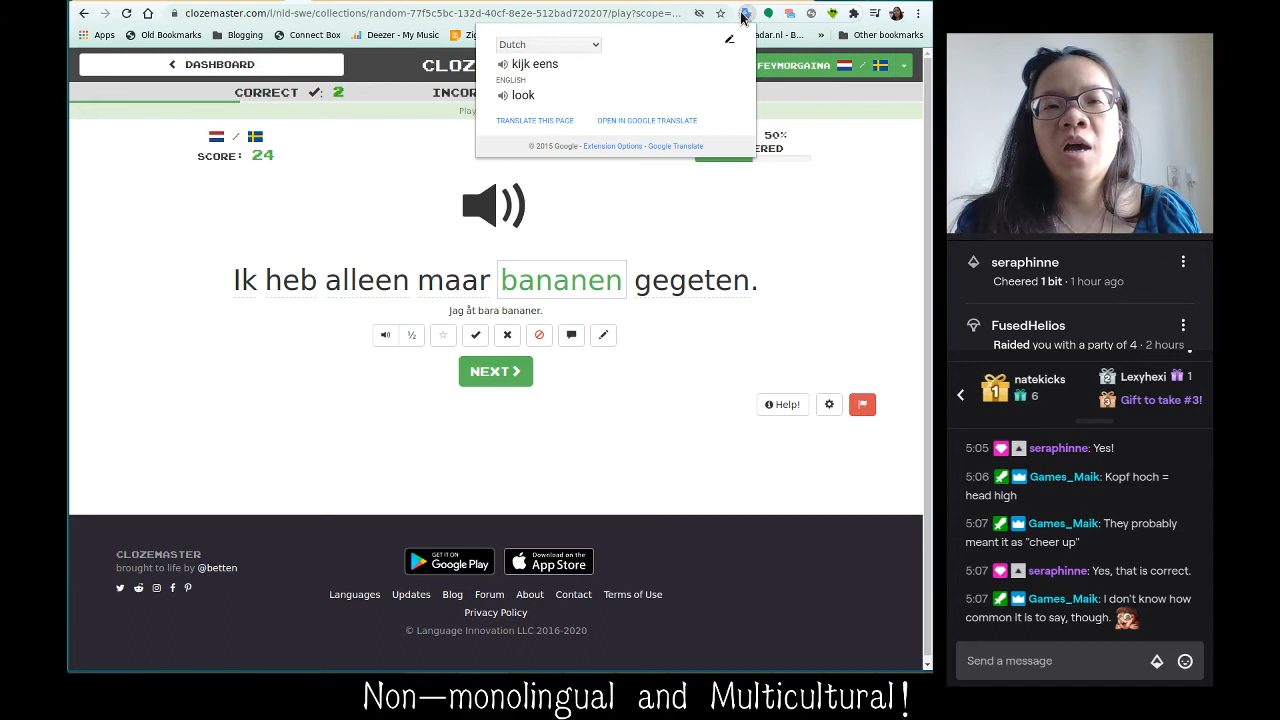 clozemaster.com/l/nld-swe/collections/random-77f5c5bc-132d-40cf-8e2e-512bad720207/play?scope=...
Apps Old Bookmarks Blogging Connect Box Deezer - My Music adar.nl - B... » Other bookmarks
Dutch
kijk eens
ENGLISH
look
TRANSLATE THIS PAGE OPEN IN GOOGLE TRANSLATE
© 2015 Google - Extension Options - Google Translate
DASHBOARD
FEYMORGAINA /
CORRECT : 2
Play
/
SCORE: 24
50%
Ik heb alleen maar bananen gegeten.
Jag åt bara bananer.
½
NEXT
Help!
CLOZEMASTER
brought to life by @betten
GET IT ON
Google Play
Download on the
App Store
Languages Updates Blog Forum About Contact Terms of Use
Privacy Policy
© Language Innovation LLC 2016-2020
seraphinne
Cheered 1 bit · 1 hour ago
FusedHelios
Raided you with a party of 4 · 2 hours
1 natekicks
6
2 Lexyhexi 1
3 Gift to take #3!
5:05 seraphinne: Yes!
5:06 Games_Maik: Kopf hoch =
head high
5:07 Games_Maik: They probably
meant it as "cheer up"
5:07 seraphinne: Yes, that is correct.
5:07 Games_Maik: I don't know how
common it is to say, though.
Send a message
Non-monolingual and Multicultural!